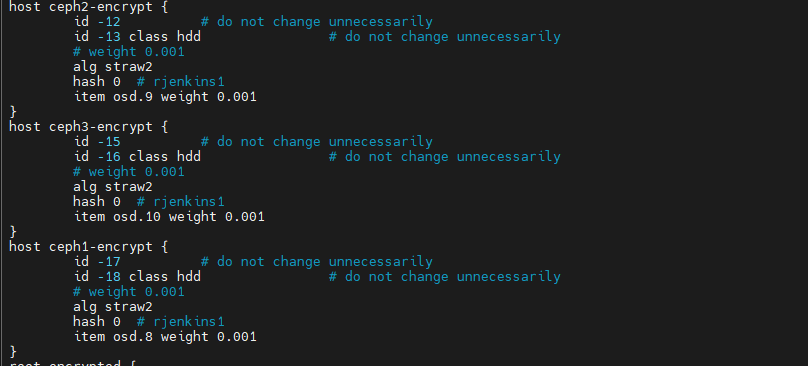 host ceph2-encrypt {
        id -12          # do not change unnecessarily
        id -13 class hdd                # do not change unnecessarily
        # weight 0.001
        alg straw2
        hash 0  # rjenkins1
        item osd.9 weight 0.001
}
host ceph3-encrypt {
        id -15          # do not change unnecessarily
        id -16 class hdd                # do not change unnecessarily
        # weight 0.001
        alg straw2
        hash 0  # rjenkins1
        item osd.10 weight 0.001
}
host ceph1-encrypt {
        id -17          # do not change unnecessarily
        id -18 class hdd                # do not change unnecessarily
        # weight 0.001
        alg straw2
        hash 0  # rjenkins1
        item osd.8 weight 0.001
}
root encrypted {